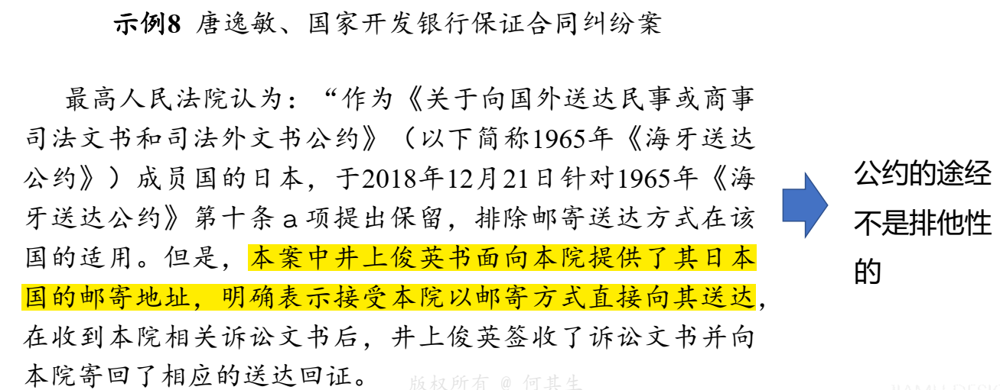 示例8 唐逸敏、国家开发银行保证合同纠纷案
最高人民法院认为：“作为《关于向国外送达民事或商事
司法文书和司法外文书公约》（以下简称1965年《海牙送达
公约》）成员国的日本，于2018年12月21日针对1965年《海
牙送达公约》第十条ａ项提出保留，排除邮寄送达方式在该
国的适用。但是，本案中井上俊英书面向本院提供了其日本
国的邮寄地址，明确表示接受本院以邮寄方式直接向其送达，
在收到本院相关诉讼文书后，井上俊英签收了诉讼文书并向
本院寄回了相应的送达回证。
公约的途经
不是排他性
的
版权所有 @ 何其生